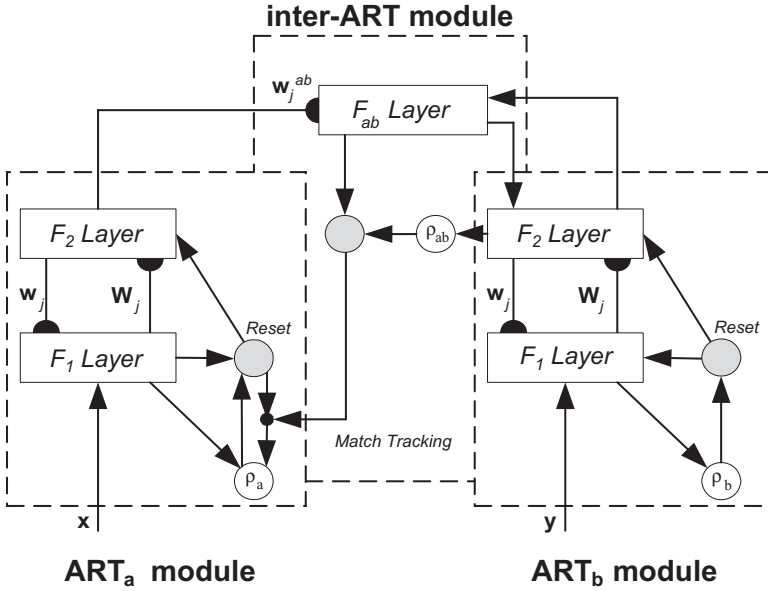 inter-ART module
w_j^ab
F_ab Layer
F_2 Layer
ρ_ab
F_2 Layer
w_j
W_j
w_j
W_j
Reset
Reset
F_1 Layer
F_1 Layer
Match Tracking
ρ_a
ρ_b
x
y
ART_a module
ART_b module